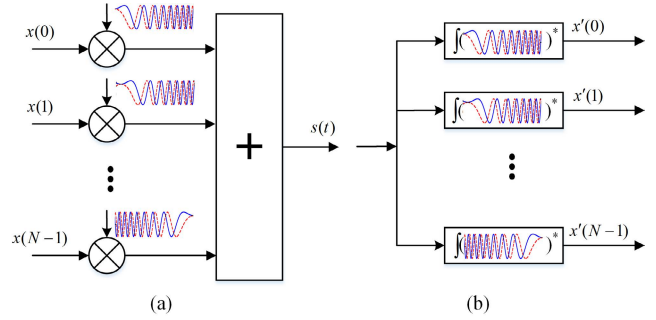 x(0)
x(1)
x(N−1)
+
s(t)
∫( )*
x′(0)
∫( )*
x′(1)
∫( )*
x′(N−1)
(a)
(b)